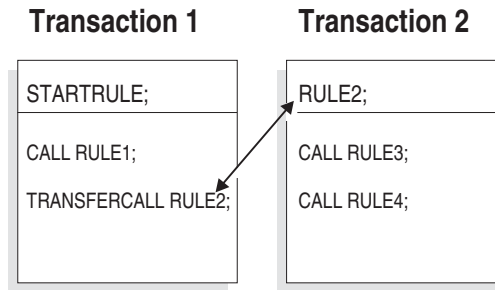 Transaction 1
STARTRULE;
CALL RULE1;
TRANSFERCALL RULE2;
Transaction 2
RULE2;
CALL RULE3;
CALL RULE4;